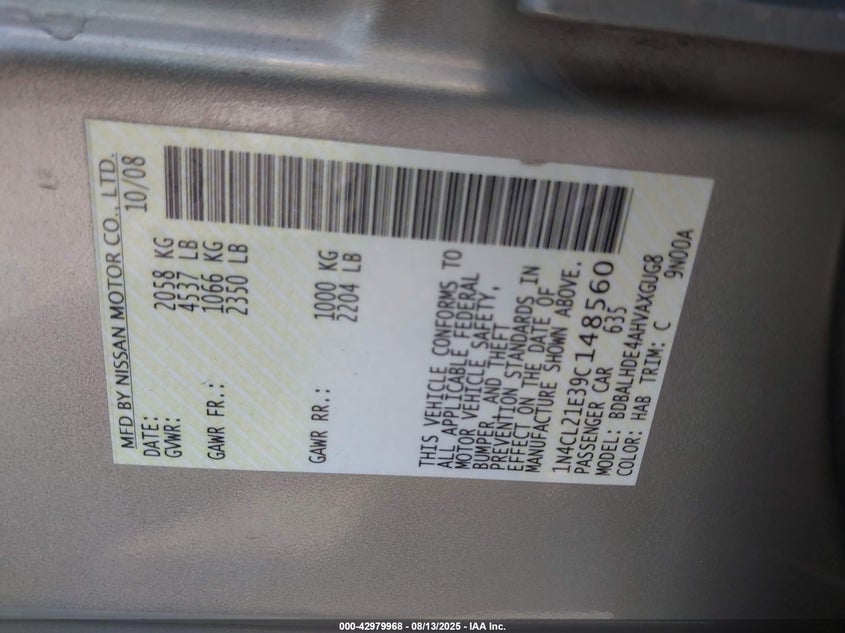 MFD BY NISSAN MOTOR CO., LTD.
DATE: 10/08
GVWR: 2058 KG
4537 LB
GAWR FR.: 1066 KG
2350 LB
GAWR RR.: 1000 KG
2204 LB
THIS VEHICLE CONFORMS TO
ALL APPLICABLE FEDERAL
MOTOR VEHICLE SAFETY,
BUMPER, AND THEFT
PREVENTION STANDARDS IN
EFFECT ON THE DATE OF
MANUFACTURE SHOWN ABOVE.
1N4CL21E39C148560
PASSENGER CAR 635
MODEL: BDBALHDE4AHVAXGUG8
COLOR: HAB TRIM: C 9N00A
000-42979968 - 08/13/2025 - IAA Inc.